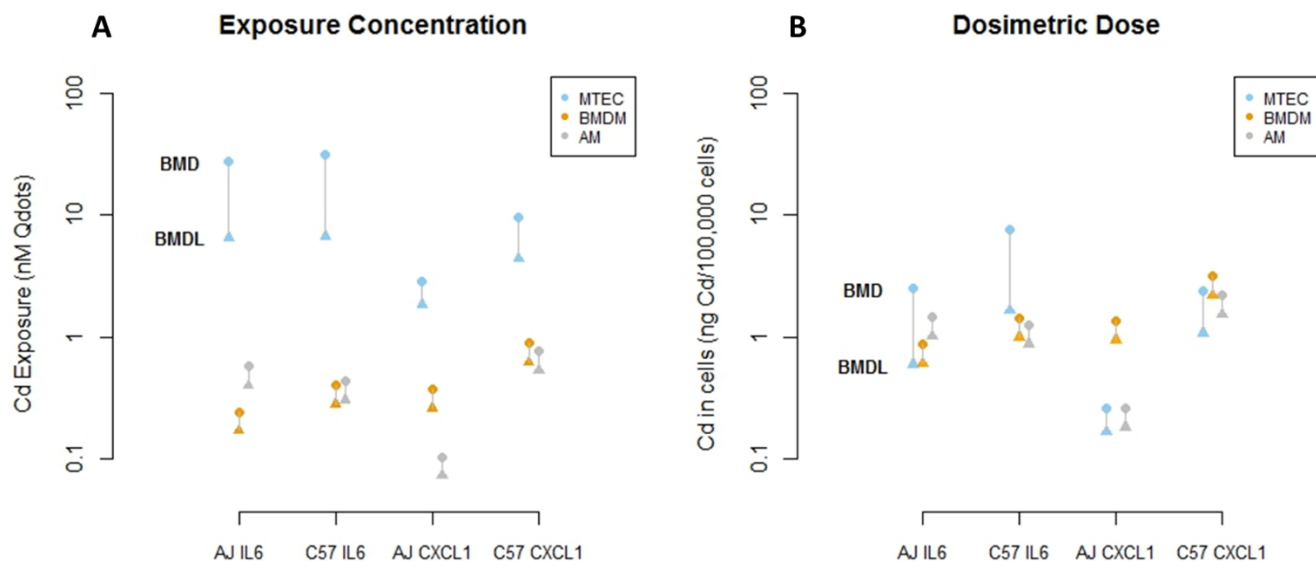 A
Exposure Concentration
Cd Exposure (nM Qdots)
100
10
1
0.1
BMD
BMDL
MTEC
BMDM
AM
AJ IL6
C57 IL6
AJ CXCL1
C57 CXCL1
B
Dosimetric Dose
Cd in cells (ng Cd/100,000 cells)
100
10
1
0.1
BMD
BMDL
MTEC
BMDM
AM
AJ IL6
C57 IL6
AJ CXCL1
C57 CXCL1